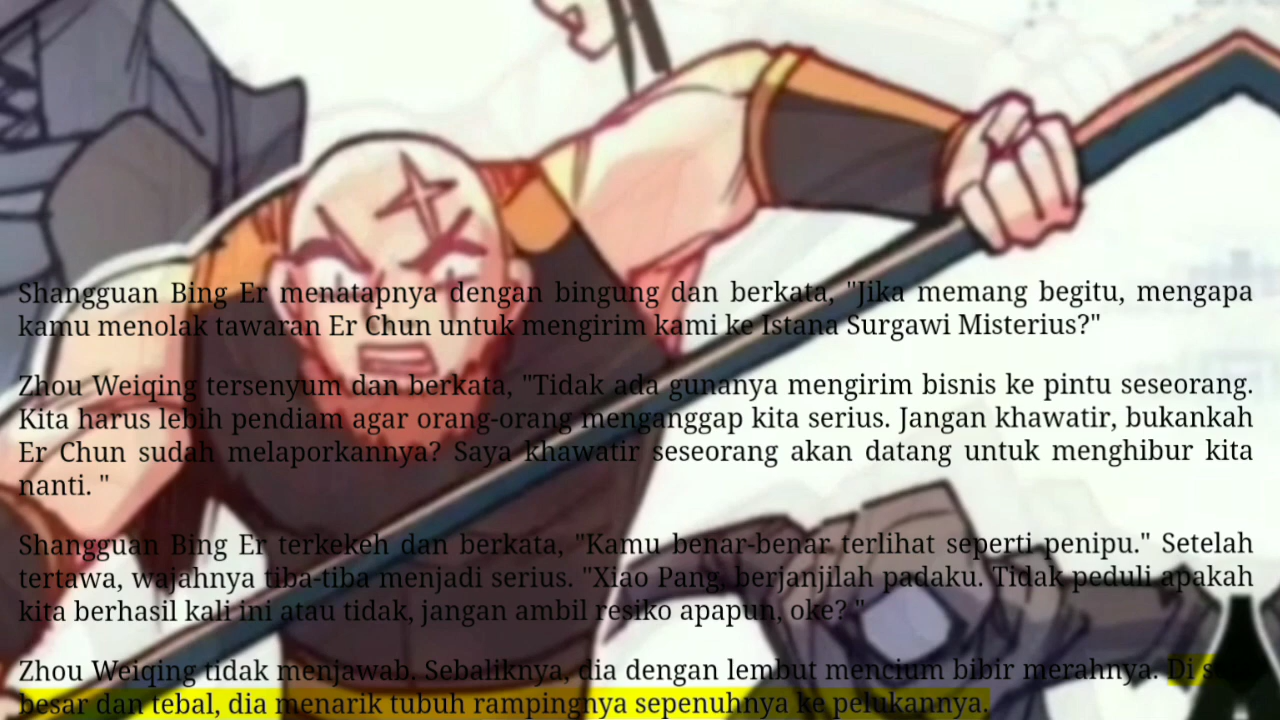 Shangguan Bing Er menatapnya dengan bingung dan berkata, "Jika memang begitu, mengapa
kamu menolak tawaran Er Chun untuk mengirim kami ke Istana Surgawi Misterius?"
Zhou Weiqing tersenyum dan berkata, "Tidak ada gunanya mengirim bisnis ke pintu seseorang.
Kita harus lebih pendiam agar orang-orang menganggap kita serius. Jangan khawatir, bukankah
Er Chun sudah melaporkannya? Saya khawatir seseorang akan datang untuk menghibur kita
nanti. "
Shangguan Bing Er terkekeh dan berkata, "Kamu benar-benar terlihat seperti penipu." Setelah
tertawa, wajahnya tiba-tiba menjadi serius. "Xiao Pang, berjanjilah padaku. Tidak peduli apakah
kita berhasil kali ini atau tidak, jangan ambil resiko apapun, oke? "
Zhou Weiqing tidak menjawab. Sebaliknya, dia dengan lembut mencium bibir merahnya. Di
besar dan tebal, dia menarik tubuh rampingnya sepenuhnya ke pelukannya.